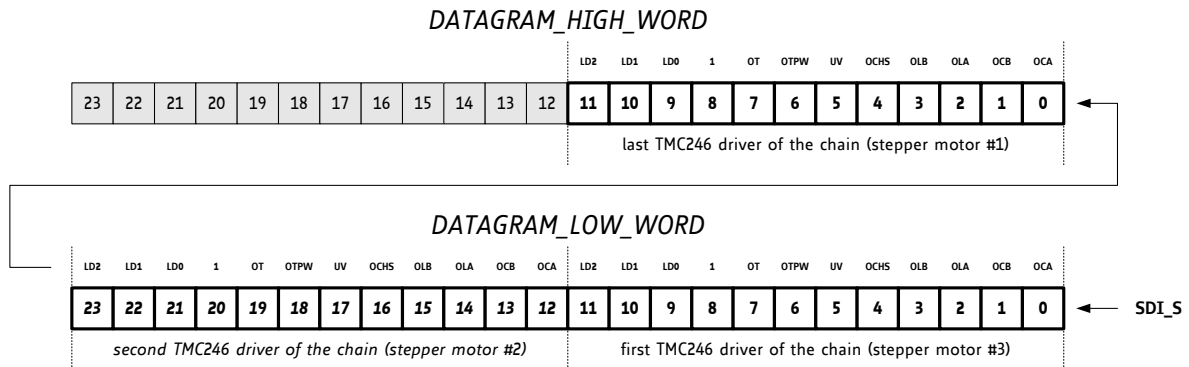 DATAGRAM_HIGH_WORD
LD2 LD1 LD0 1 OT OTPW UV OCHS OLB OLA OCB OCA
23 22 21 20 19 18 17 16 15 14 13 12 11 10 9 8 7 6 5 4 3 2 1 0
last TMC246 driver of the chain (stepper motor #1)
DATAGRAM_LOW_WORD
LD2 LD1 LD0 1 OT OTPW UV OCHS OLB OLA OCB OCA LD2 LD1 LD0 1 OT OTPW UV OCHS OLB OLA OCB OCA
23 22 21 20 19 18 17 16 15 14 13 12 11 10 9 8 7 6 5 4 3 2 1 0 SDI_S
second TMC246 driver of the chain (stepper motor #2) first TMC246 driver of the chain (stepper motor #3)